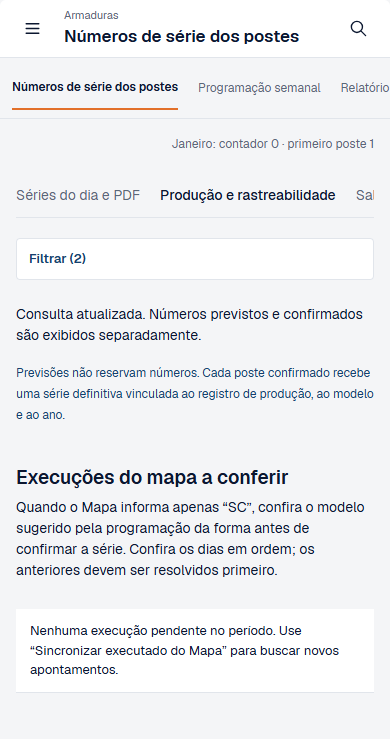 Armaduras
Números de série dos postes
Números de série dos postes Programação semanal Relatório
Janeiro: contador 0 · primeiro poste 1
Séries do dia e PDF Produção e rastreabilidade Sal
Filtrar (2)
Consulta atualizada. Números previstos e confirmados
são exibidos separadamente.
Previsões não reservam números. Cada poste confirmado recebe
uma série definitiva vinculada ao registro de produção, ao modelo
e ao ano.
Execuções do mapa a conferir
Quando o Mapa informa apenas “SC”, confira o modelo
sugerido pela programação da forma antes de
confirmar a série. Confira os dias em ordem; os
anteriores devem ser resolvidos primeiro.
Nenhuma execução pendente no período. Use
“Sincronizar executado do Mapa” para buscar novos
apontamentos.